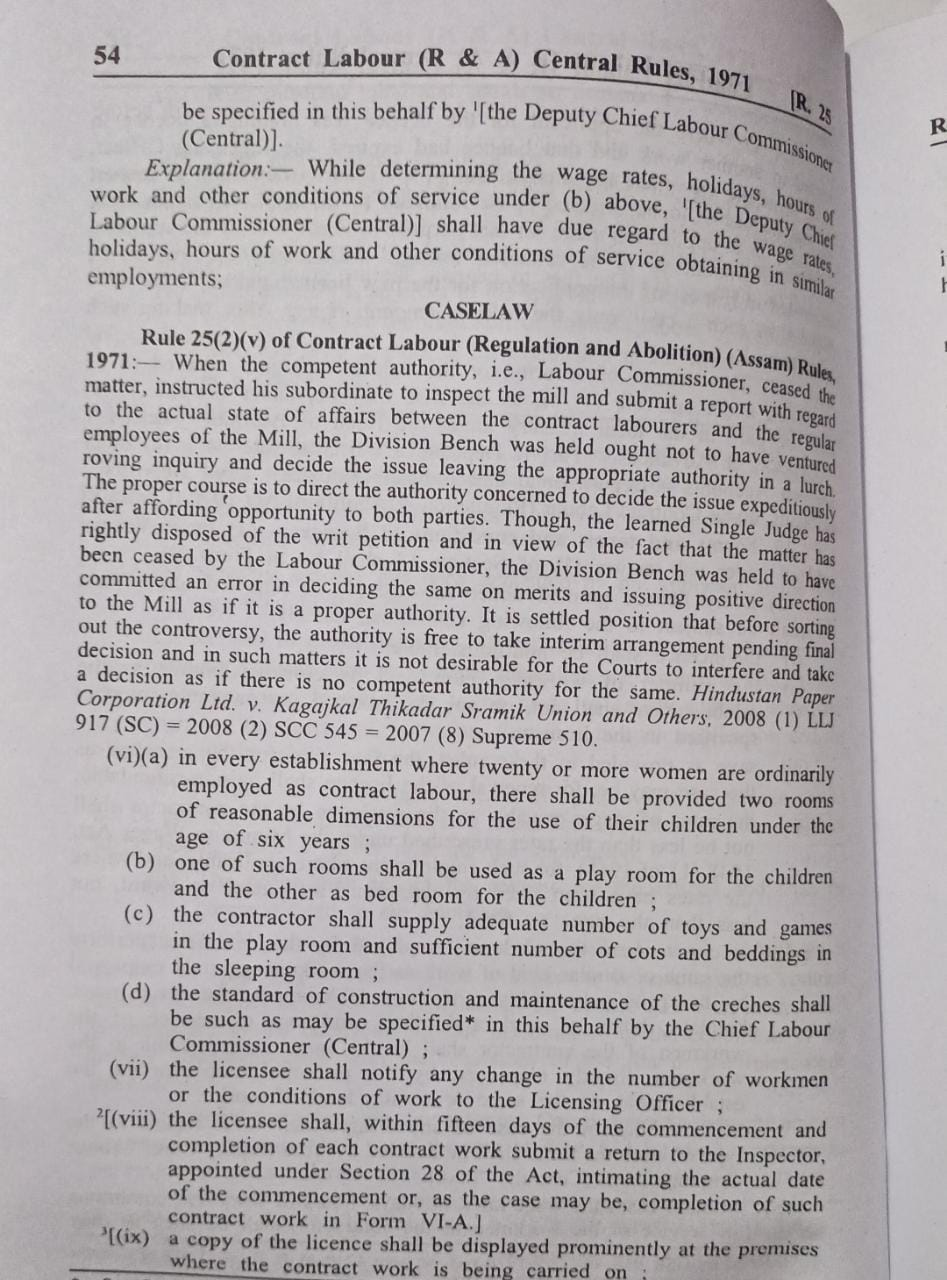 54 Contract Labour (R & A) Central Rules, 1971 [R. 25
be specified in this behalf by ¹[the Deputy Chief Labour Commissioner
(Central)].
Explanation:— While determining the wage rates, holidays, hours of
work and other conditions of service under (b) above, ¹[the Deputy Chief
Labour Commissioner (Central)] shall have due regard to the wage rates,
holidays, hours of work and other conditions of service obtaining in similar
employments;
CASELAW
Rule 25(2)(v) of Contract Labour (Regulation and Abolition) (Assam) Rules,
1971:— When the competent authority, i.e., Labour Commissioner, ceased the
matter, instructed his subordinate to inspect the mill and submit a report with regard
to the actual state of affairs between the contract labourers and the regular
employees of the Mill, the Division Bench was held ought not to have ventured
roving inquiry and decide the issue leaving the appropriate authority in a lurch.
The proper course is to direct the authority concerned to decide the issue expeditiously
after affording opportunity to both parties. Though, the learned Single Judge has
rightly disposed of the writ petition and in view of the fact that the matter has
been ceased by the Labour Commissioner, the Division Bench was held to have
committed an error in deciding the same on merits and issuing positive direction
to the Mill as if it is a proper authority. It is settled position that before sorting
out the controversy, the authority is free to take interim arrangement pending final
decision and in such matters it is not desirable for the Courts to interfere and take
a decision as if there is no competent authority for the same. Hindustan Paper
Corporation Ltd. v. Kagajkal Thikadar Sramik Union and Others, 2008 (1) LLJ
917 (SC) = 2008 (2) SCC 545 = 2007 (8) Supreme 510.
(vi)(a) in every establishment where twenty or more women are ordinarily
employed as contract labour, there shall be provided two rooms
of reasonable dimensions for the use of their children under the
age of six years ;
(b) one of such rooms shall be used as a play room for the children
and the other as bed room for the children ;
(c) the contractor shall supply adequate number of toys and games
in the play room and sufficient number of cots and beddings in
the sleeping room ;
(d) the standard of construction and maintenance of the creches shall
be such as may be specified* in this behalf by the Chief Labour
Commissioner (Central) ;
(vii) the licensee shall notify any change in the number of workmen
or the conditions of work to the Licensing Officer ;
²[(viii) the licensee shall, within fifteen days of the commencement and
completion of each contract work submit a return to the Inspector,
appointed under Section 28 of the Act, intimating the actual date
of the commencement or, as the case may be, completion of such
contract work in Form VI-A.]
³[(ix) a copy of the licence shall be displayed prominently at the premises
where the contract work is being carried on ;